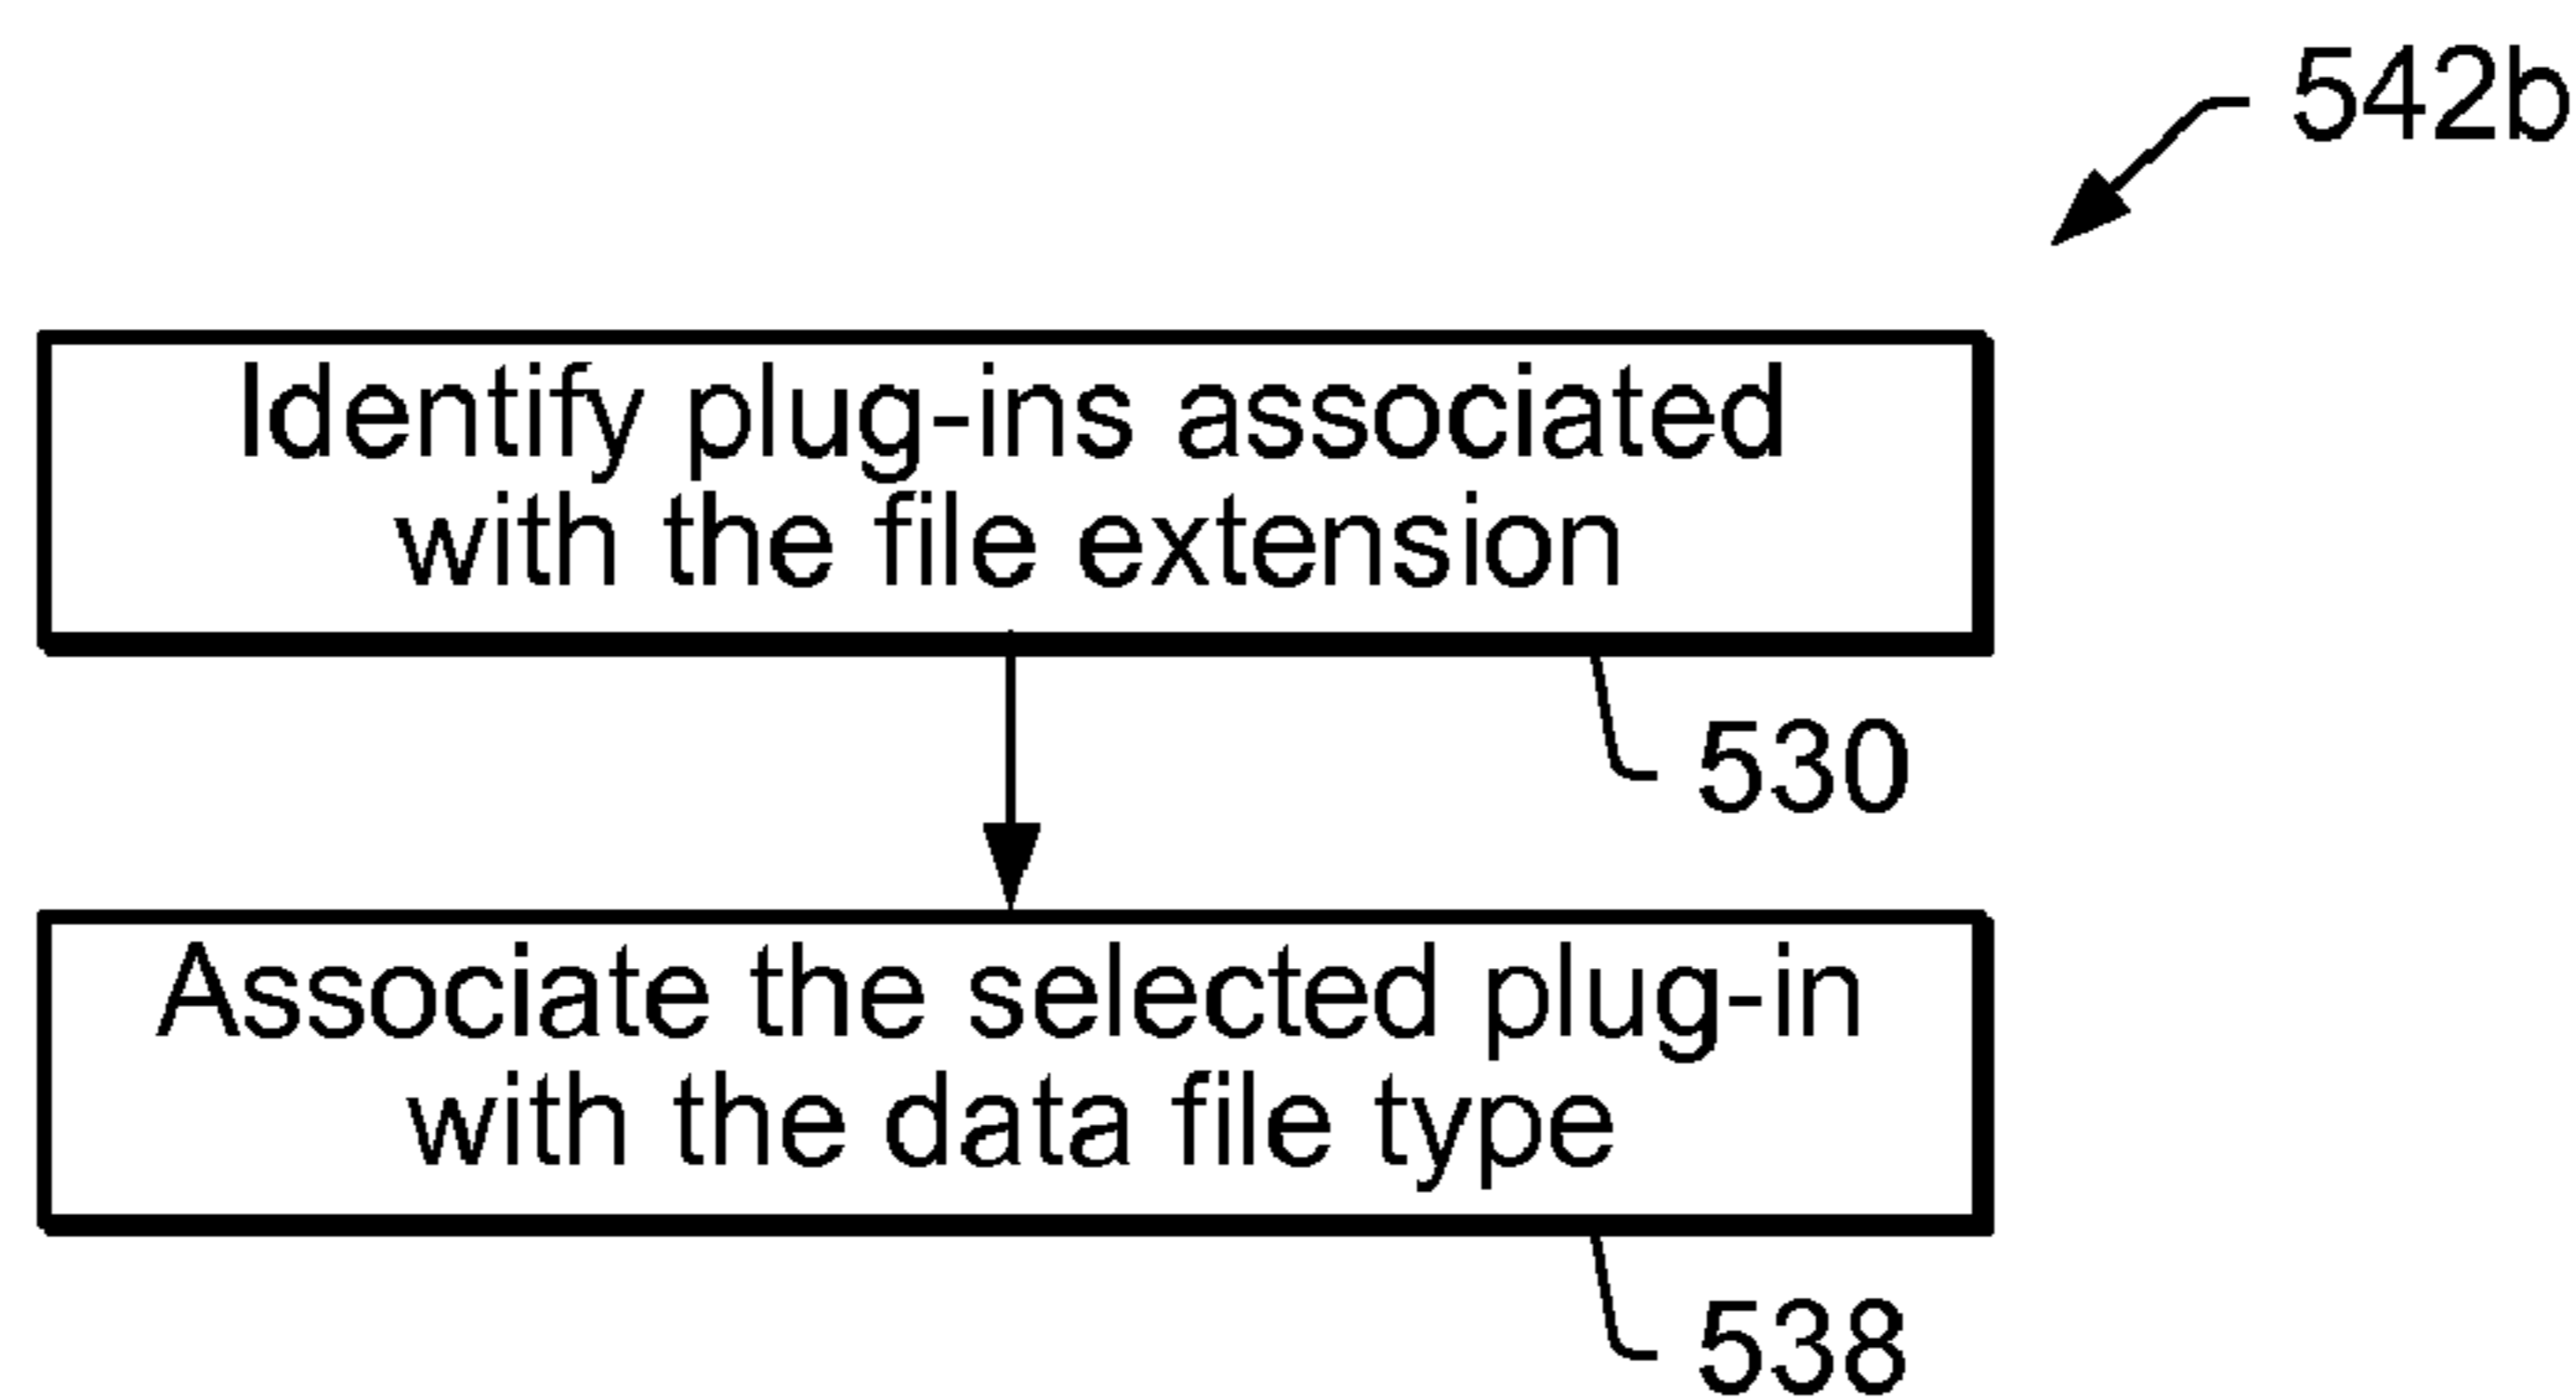 542b
Identify plug-ins associated
with the file extension
530
Associate the selected plug-in
with the data file type
538